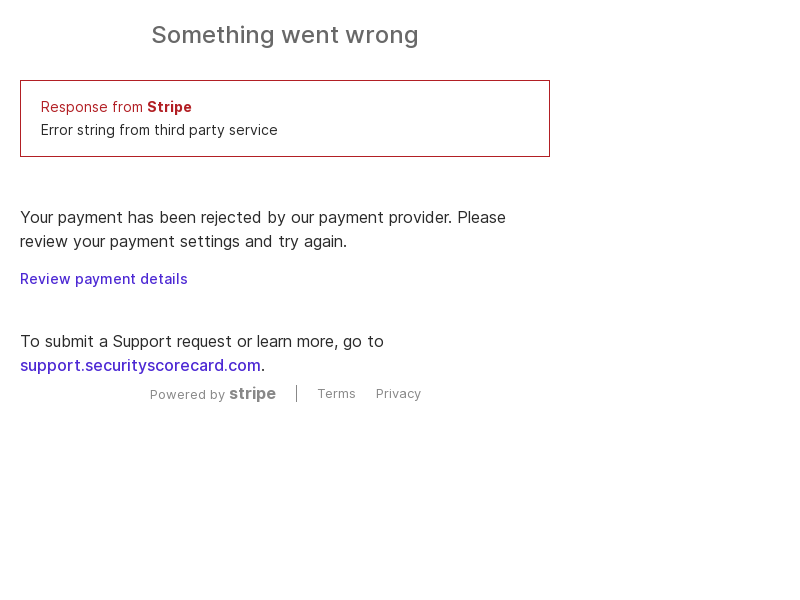 Something went wrong
Response from Stripe
Error string from third party service
Your payment has been rejected by our payment provider. Please
review your payment settings and try again.
Review payment details
To submit a Support request or learn more, go to
support.securityscorecard.com.
Powered by stripe | Terms Privacy